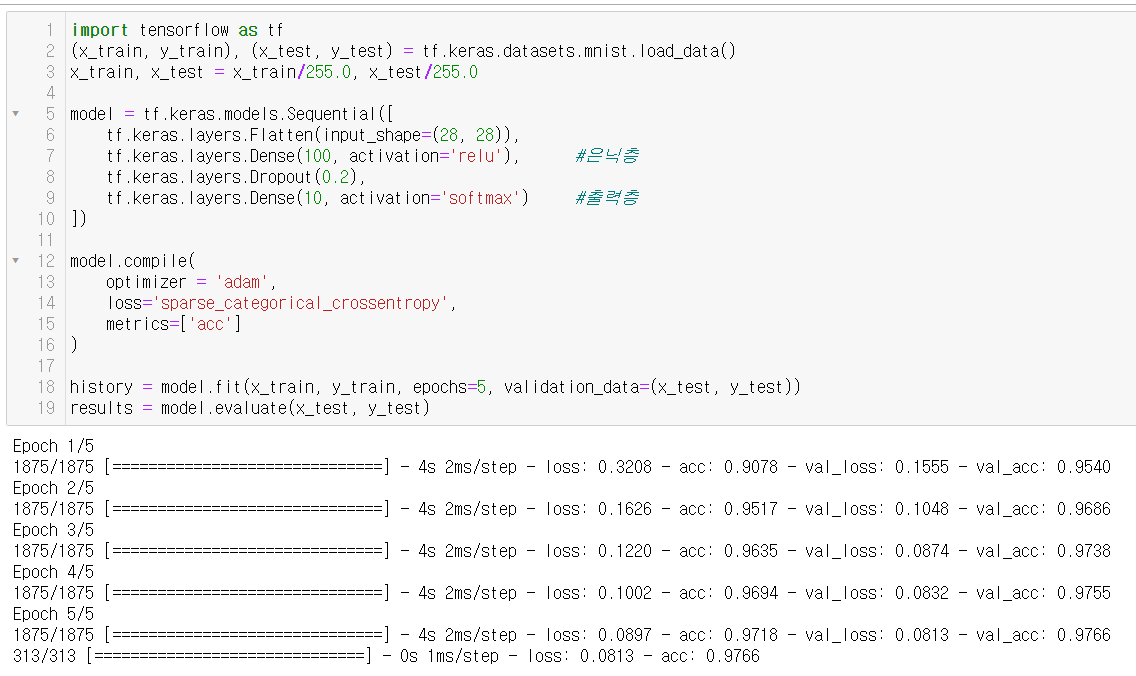 1 import tensorflow as tf
2 (x_train, y_train), (x_test, y_test) = tf.keras.datasets.mnist.load_data()
3 x_train, x_test = x_train/255.0, x_test/255.0
4
5 model = tf.keras.models.Sequential([
6     tf.keras.layers.Flatten(input_shape=(28, 28)),
7     tf.keras.layers.Dense(100, activation='relu'),      #은닉층
8     tf.keras.layers.Dropout(0.2),
9     tf.keras.layers.Dense(10, activation='softmax')     #출력층
10 ])
11
12 model.compile(
13     optimizer = 'adam',
14     loss='sparse_categorical_crossentropy',
15     metrics=['acc']
16 )
17
18 history = model.fit(x_train, y_train, epochs=5, validation_data=(x_test, y_test))
19 results = model.evaluate(x_test, y_test)
Epoch 1/5
1875/1875 [==============================] - 4s 2ms/step - loss: 0.3208 - acc: 0.9078 - val_loss: 0.1555 - val_acc: 0.9540
Epoch 2/5
1875/1875 [==============================] - 4s 2ms/step - loss: 0.1626 - acc: 0.9517 - val_loss: 0.1048 - val_acc: 0.9686
Epoch 3/5
1875/1875 [==============================] - 4s 2ms/step - loss: 0.1220 - acc: 0.9635 - val_loss: 0.0874 - val_acc: 0.9738
Epoch 4/5
1875/1875 [==============================] - 4s 2ms/step - loss: 0.1002 - acc: 0.9694 - val_loss: 0.0832 - val_acc: 0.9755
Epoch 5/5
1875/1875 [==============================] - 4s 2ms/step - loss: 0.0897 - acc: 0.9718 - val_loss: 0.0813 - val_acc: 0.9766
313/313 [==============================] - 0s 1ms/step - loss: 0.0813 - acc: 0.9766